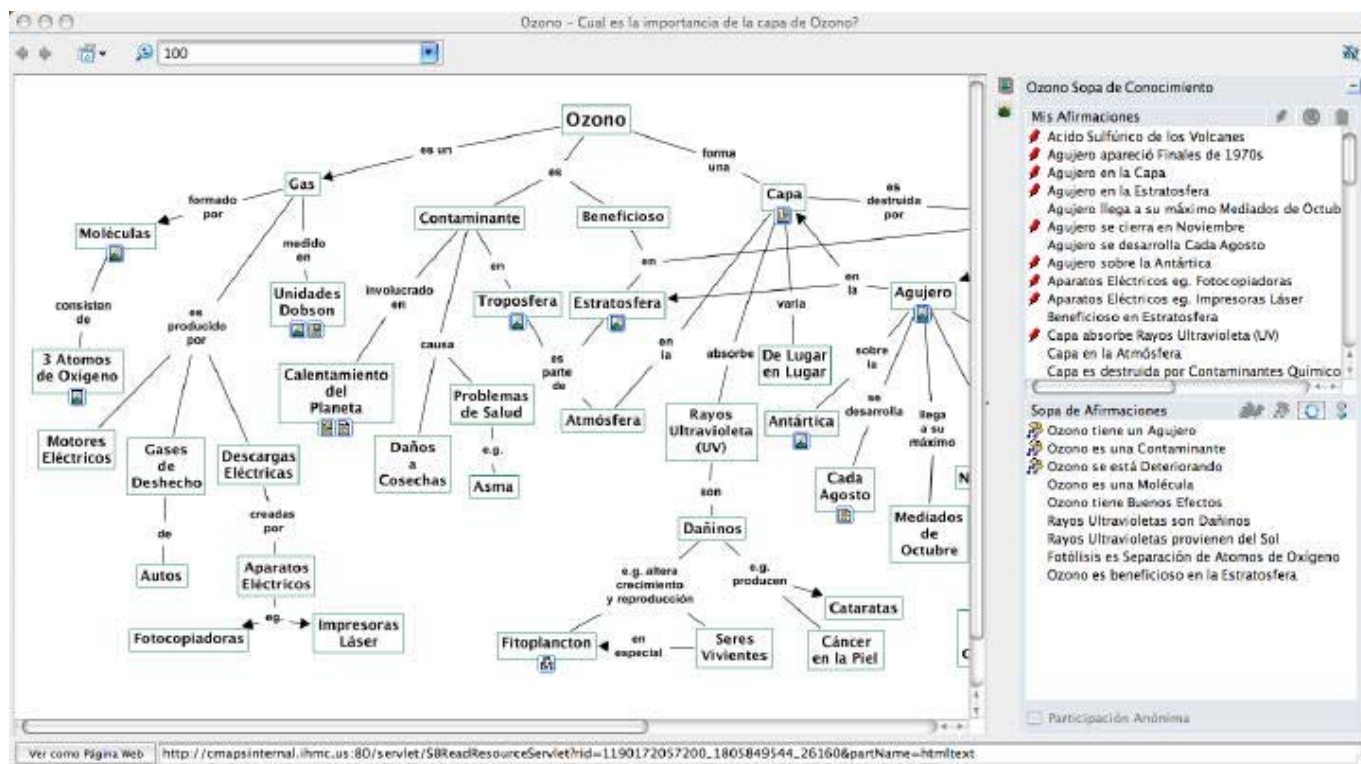 Ozono - Cual es la importancia de la capa de Ozono?
100
Ozono
es un
es
forma
una
Gas
Contaminante
Beneficioso
Capa
es
destruida
por
formado
por
Moléculas
medido
en
Unidades
Dobson
consisten
de
3 Atomos
de Oxígeno
es
producido
por
Motores
Eléctricos
Gases
de
Deshecho
Descargas
Eléctricas
de
Autos
creadas
por
Aparatos
Eléctricos
eg.
Fotocopiadoras
Impresoras
Láser
involucrado
en
Calentamiento
del
Planeta
causa
Daños
a
Cosechas
Problemas
de Salud
e.g.
Asma
en
Troposfera
en
Estratosfera
es
parte
de
Atmósfera
en
la
absorbe
Rayos
Ultravioleta
(UV)
son
Dañinos
e.g. altera
crecimiento
y reproducción
e.g.
producen
Fitoplancton
en
especial
Seres
Vivientes
Cataratas
Cáncer
en la Piel
varia
De Lugar
en Lugar
en
la
Agujero
sobre
la
Antártica
se
desarrolla
Cada
Agosto
llega
a su
máximo
Mediados
de
Octubre
Ozono Sopa de Conocimiento
Mis Afirmaciones
Acido Sulfúrico de los Volcanes
Agujero apareció Finales de 1970s
Agujero en la Capa
Agujero en la Estratosfera
Agujero llega a su máximo Mediados de Octub
Agujero se cierra en Noviembre
Agujero se desarrolla Cada Agosto
Agujero sobre la Antártica
Aparatos Eléctricos eg. Fotocopiadoras
Aparatos Eléctricos eg. Impresoras Láser
Beneficioso en Estratosfera
Capa absorbe Rayos Ultravioleta (UV)
Capa en la Atmósfera
Capa es destruida por Contaminantes Químico
Sopa de Afirmaciones
Ozono tiene un Agujero
Ozono es una Contaminante
Ozono se está Deteriorando
Ozono es una Molécula
Ozono tiene Buenos Efectos
Rayos Ultravioletas son Dañinos
Rayos Ultravioletas provienen del Sol
Fotólisis es Separación de Atomos de Oxígeno
Ozono es beneficioso en la Estratosfera
Participación Anónima
Ver como Página Web
http://cmapsinternal.ihmc.us:80/servlet/SBReadResourceServlet?rid=1190172057200_1805849544_26160&partName=htmltext